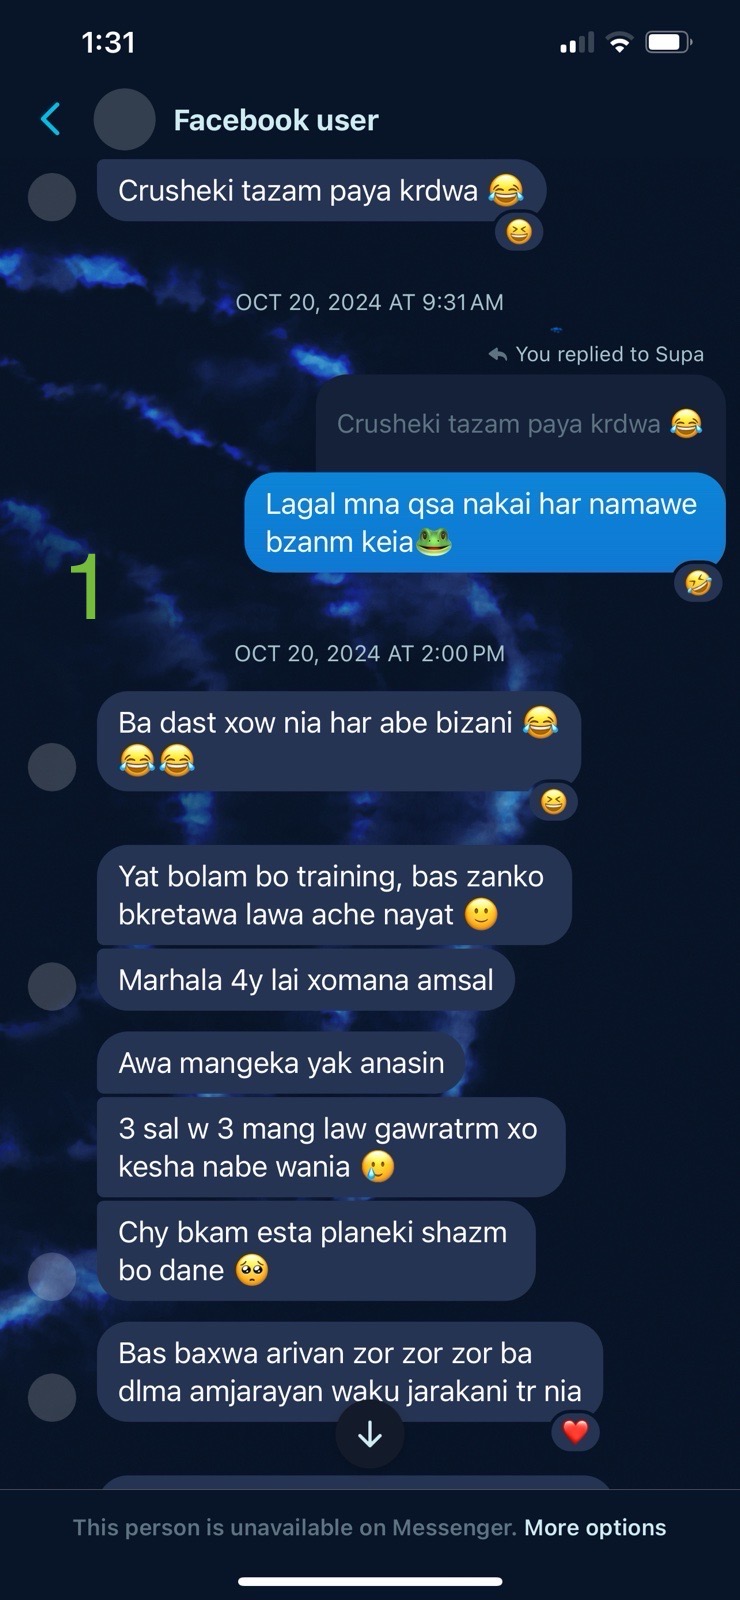 1:31
Facebook user
Crusheki tazam paya krdwa 😂
😆
OCT 20, 2024 AT 9:31 AM
You replied to Supa
Crusheki tazam paya krdwa 😂
Lagal mna qsa nakai har namawe
bzanm keia🐸
🤣
1
OCT 20, 2024 AT 2:00 PM
Ba dast xow nia har abe bizani 😂
😂😂
😆
Yat bolam bo training, bas zanko
bkretawa lawa ache nayat 🙂
Marhala 4y lai xomana amsal
Awa mangeka yak anasin
3 sal w 3 mang law gawratrm xo
kesha nabe wania 🥲
Chy bkam esta planeki shazm
bo dane 🥺
Bas baxwa arivan zor zor zor ba
dlma amjarayan waku jarakani tr nia
❤️
This person is unavailable on Messenger. More options